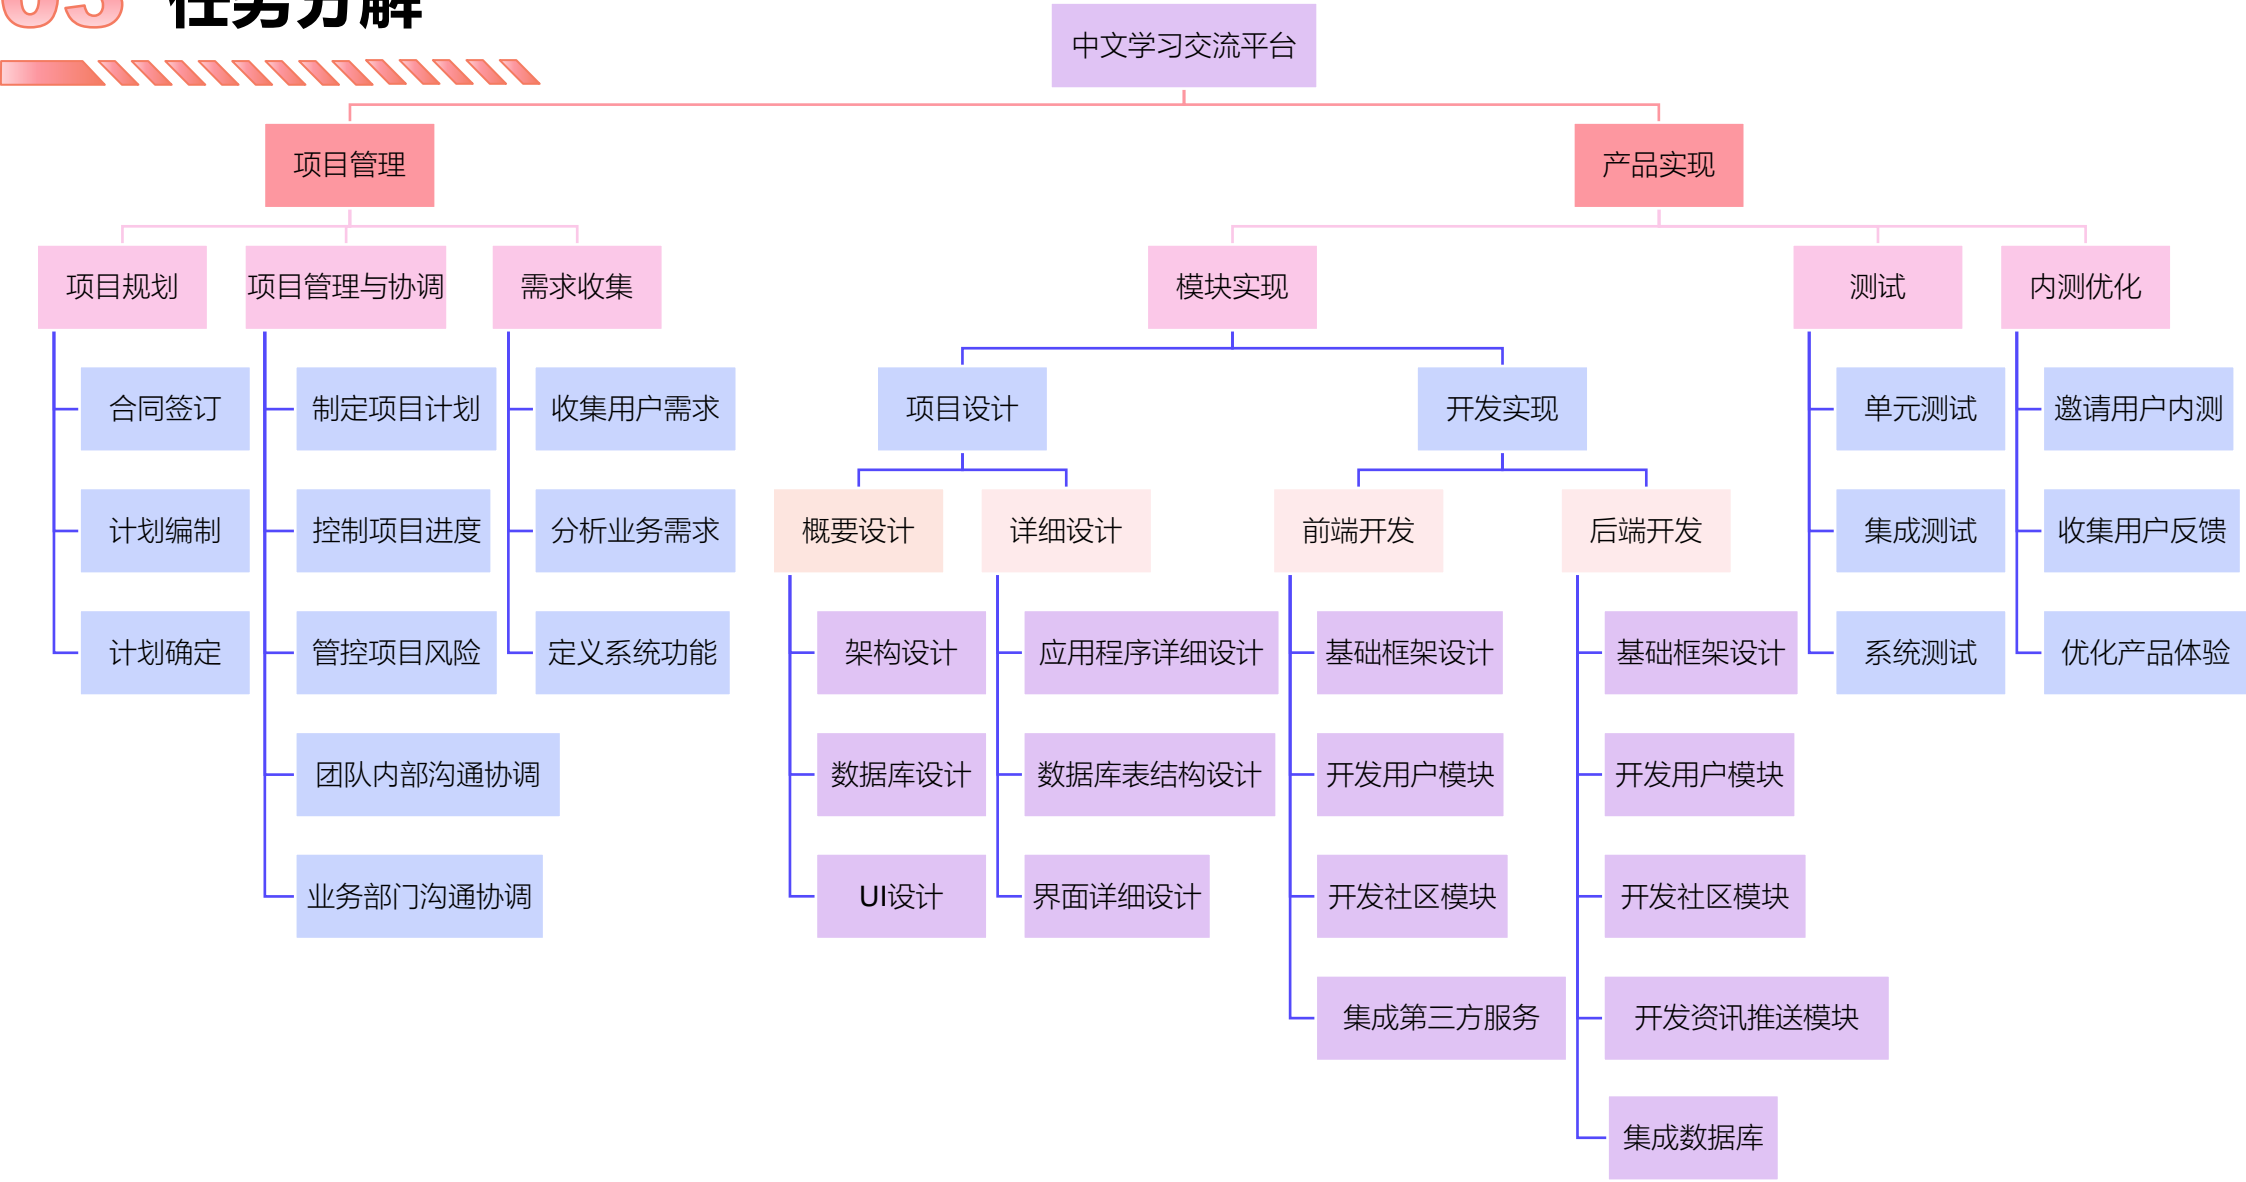 03 任务分解
中文学习交流平台
项目管理
产品实现
项目规划
项目管理与协调
需求收集
模块实现
测试
内测优化
合同签订
制定项目计划
收集用户需求
项目设计
开发实现
单元测试
邀请用户内测
计划编制
控制项目进度
分析业务需求
概要设计
详细设计
前端开发
后端开发
集成测试
收集用户反馈
计划确定
管控项目风险
定义系统功能
架构设计
应用程序详细设计
基础框架设计
基础框架设计
系统测试
优化产品体验
团队内部沟通协调
数据库设计
数据库表结构设计
开发用户模块
开发用户模块
业务部门沟通协调
UI设计
界面详细设计
开发社区模块
开发社区模块
集成第三方服务
开发资讯推送模块
集成数据库